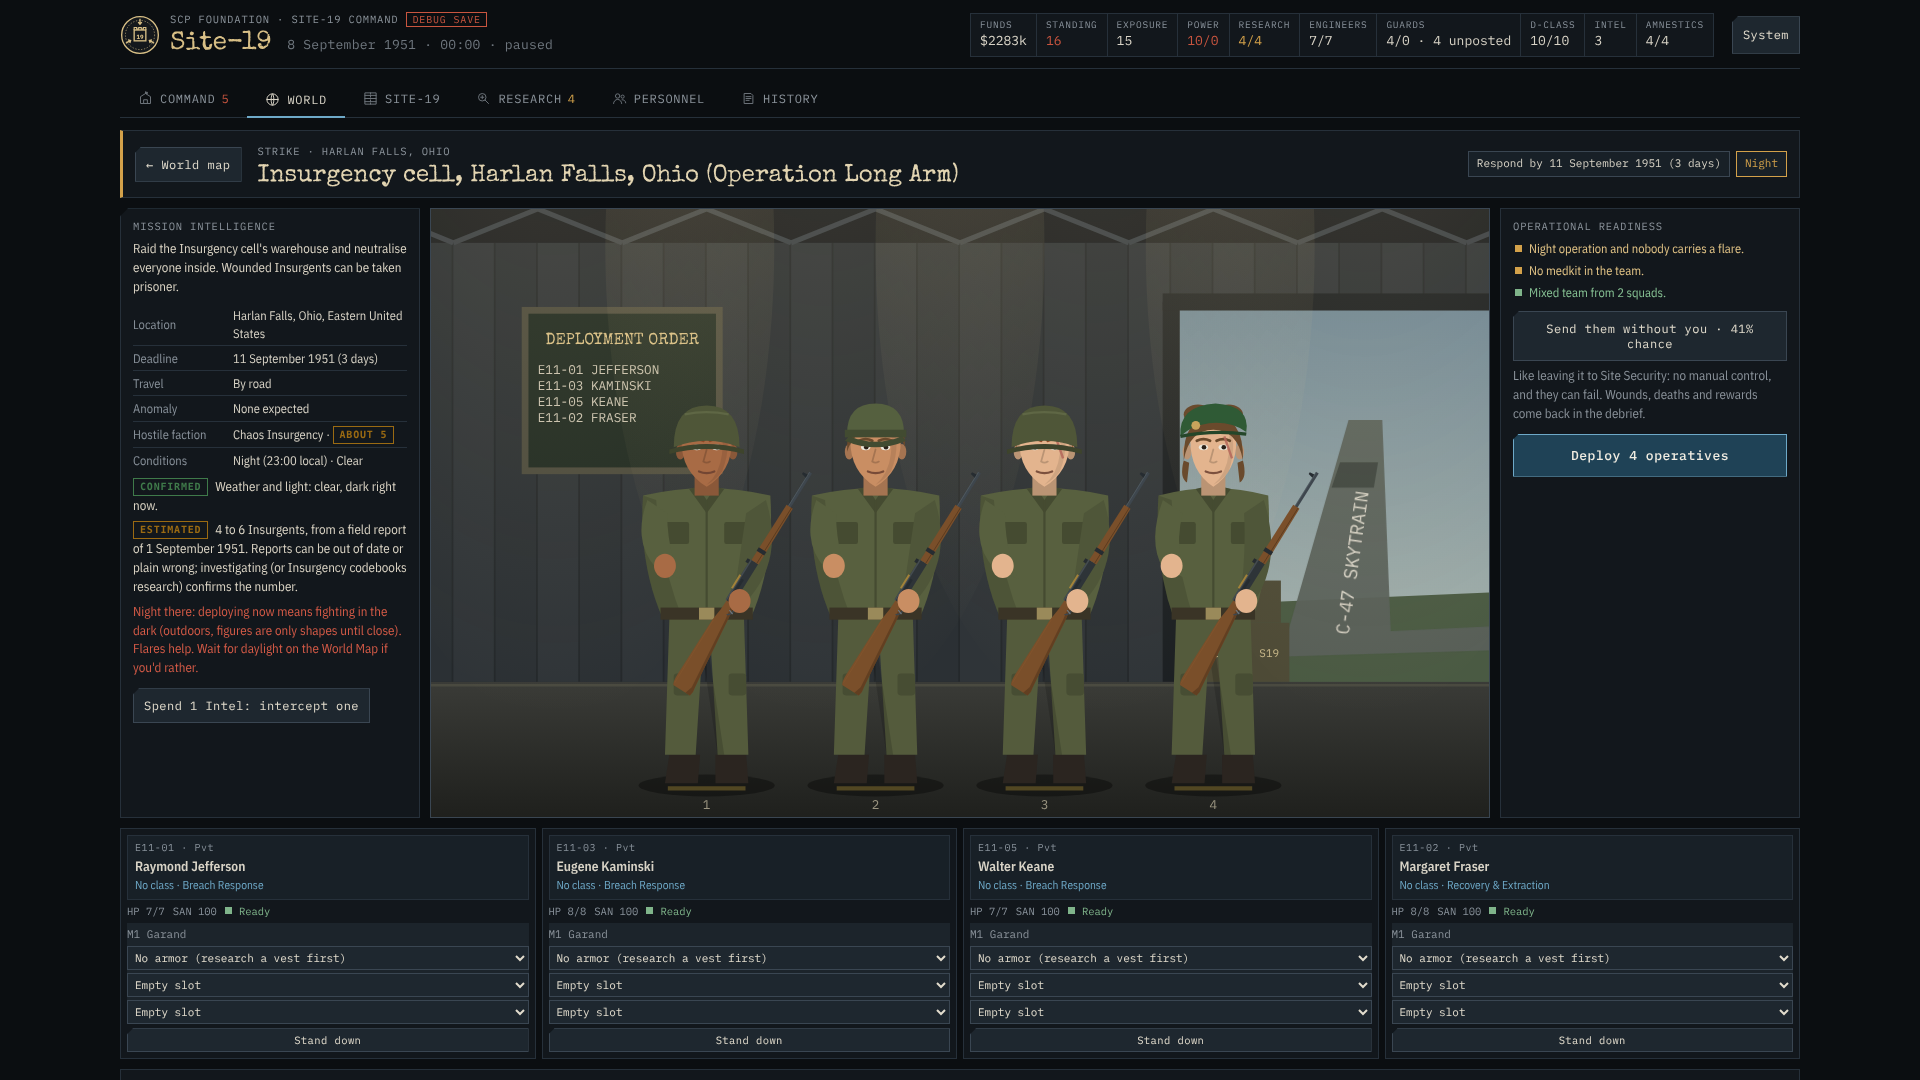 SCP FOUNDATION · SITE-19 COMMAND DEBUG SAVE
Site-19 8 September 1951 · 00:00 · paused
FUNDS $2283k
STANDING 16
EXPOSURE 15
POWER 10/0
RESEARCH 4/4
ENGINEERS 7/7
GUARDS 4/0 · 4 unposted
D-CLASS 10/10
INTEL 3
AMNESTICS 4/4
System
COMMAND 5
WORLD
SITE-19
RESEARCH 4
PERSONNEL
HISTORY
← World map
STRIKE · HARLAN FALLS, OHIO
Insurgency cell, Harlan Falls, Ohio (Operation Long Arm)
Respond by 11 September 1951 (3 days)
Night
MISSION INTELLIGENCE
Raid the Insurgency cell's warehouse and neutralise
everyone inside. Wounded Insurgents can be taken
prisoner.
Location Harlan Falls, Ohio, Eastern United
States
Deadline 11 September 1951 (3 days)
Travel By road
Anomaly None expected
Hostile faction Chaos Insurgency · ABOUT 5
Conditions Night (23:00 local) · Clear
CONFIRMED Weather and light: clear, dark right
now.
ESTIMATED 4 to 6 Insurgents, from a field report
of 1 September 1951. Reports can be out of date or
plain wrong; investigating (or Insurgency codebooks
research) confirms the number.
Night there: deploying now means fighting in the
dark (outdoors, figures are only shapes until close).
Flares help. Wait for daylight on the World Map if
you'd rather.
Spend 1 Intel: intercept one
DEPLOYMENT ORDER
E11-01 JEFFERSON
E11-03 KAMINSKI
E11-05 KEANE
E11-02 FRASER
C-47 SKYTRAIN
S19
1
2
3
4
OPERATIONAL READINESS
Night operation and nobody carries a flare.
No medkit in the team.
Mixed team from 2 squads.
Send them without you · 41%
chance
Like leaving it to Site Security: no manual control,
and they can fail. Wounds, deaths and rewards
come back in the debrief.
Deploy 4 operatives
E11-01 · Pvt
Raymond Jefferson
No class · Breach Response
HP 7/7 SAN 100 Ready
M1 Garand
No armor (research a vest first)
Empty slot
Empty slot
Stand down
E11-03 · Pvt
Eugene Kaminski
No class · Breach Response
HP 8/8 SAN 100 Ready
M1 Garand
No armor (research a vest first)
Empty slot
Empty slot
Stand down
E11-05 · Pvt
Walter Keane
No class · Breach Response
HP 7/7 SAN 100 Ready
M1 Garand
No armor (research a vest first)
Empty slot
Empty slot
Stand down
E11-02 · Pvt
Margaret Fraser
No class · Recovery & Extraction
HP 8/8 SAN 100 Ready
M1 Garand
No armor (research a vest first)
Empty slot
Empty slot
Stand down